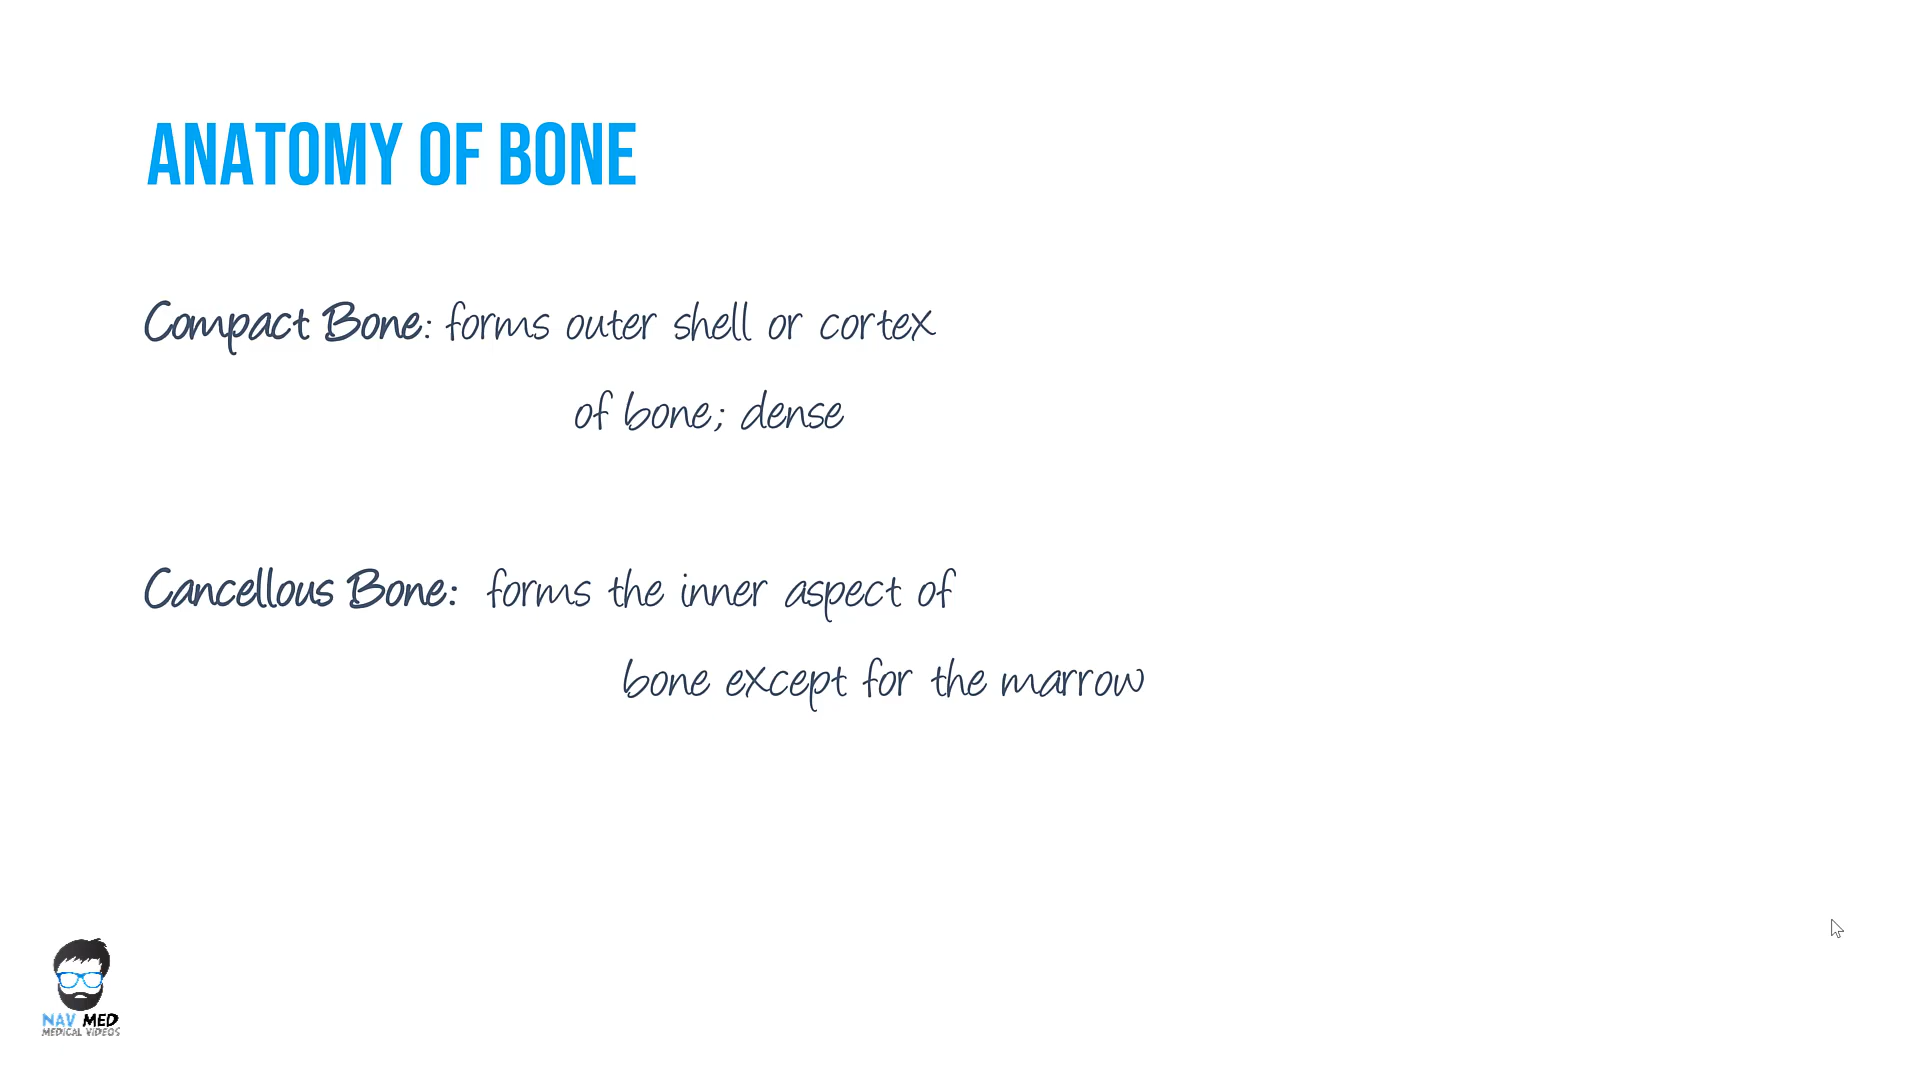 ANATOMY OF BONE
Compact Bone: forms outer shell or cortex
of bone; dense
Cancellous Bone: forms the inner aspect of
bone except for the marrow
NAV MED
MEDICAL VIDEOS